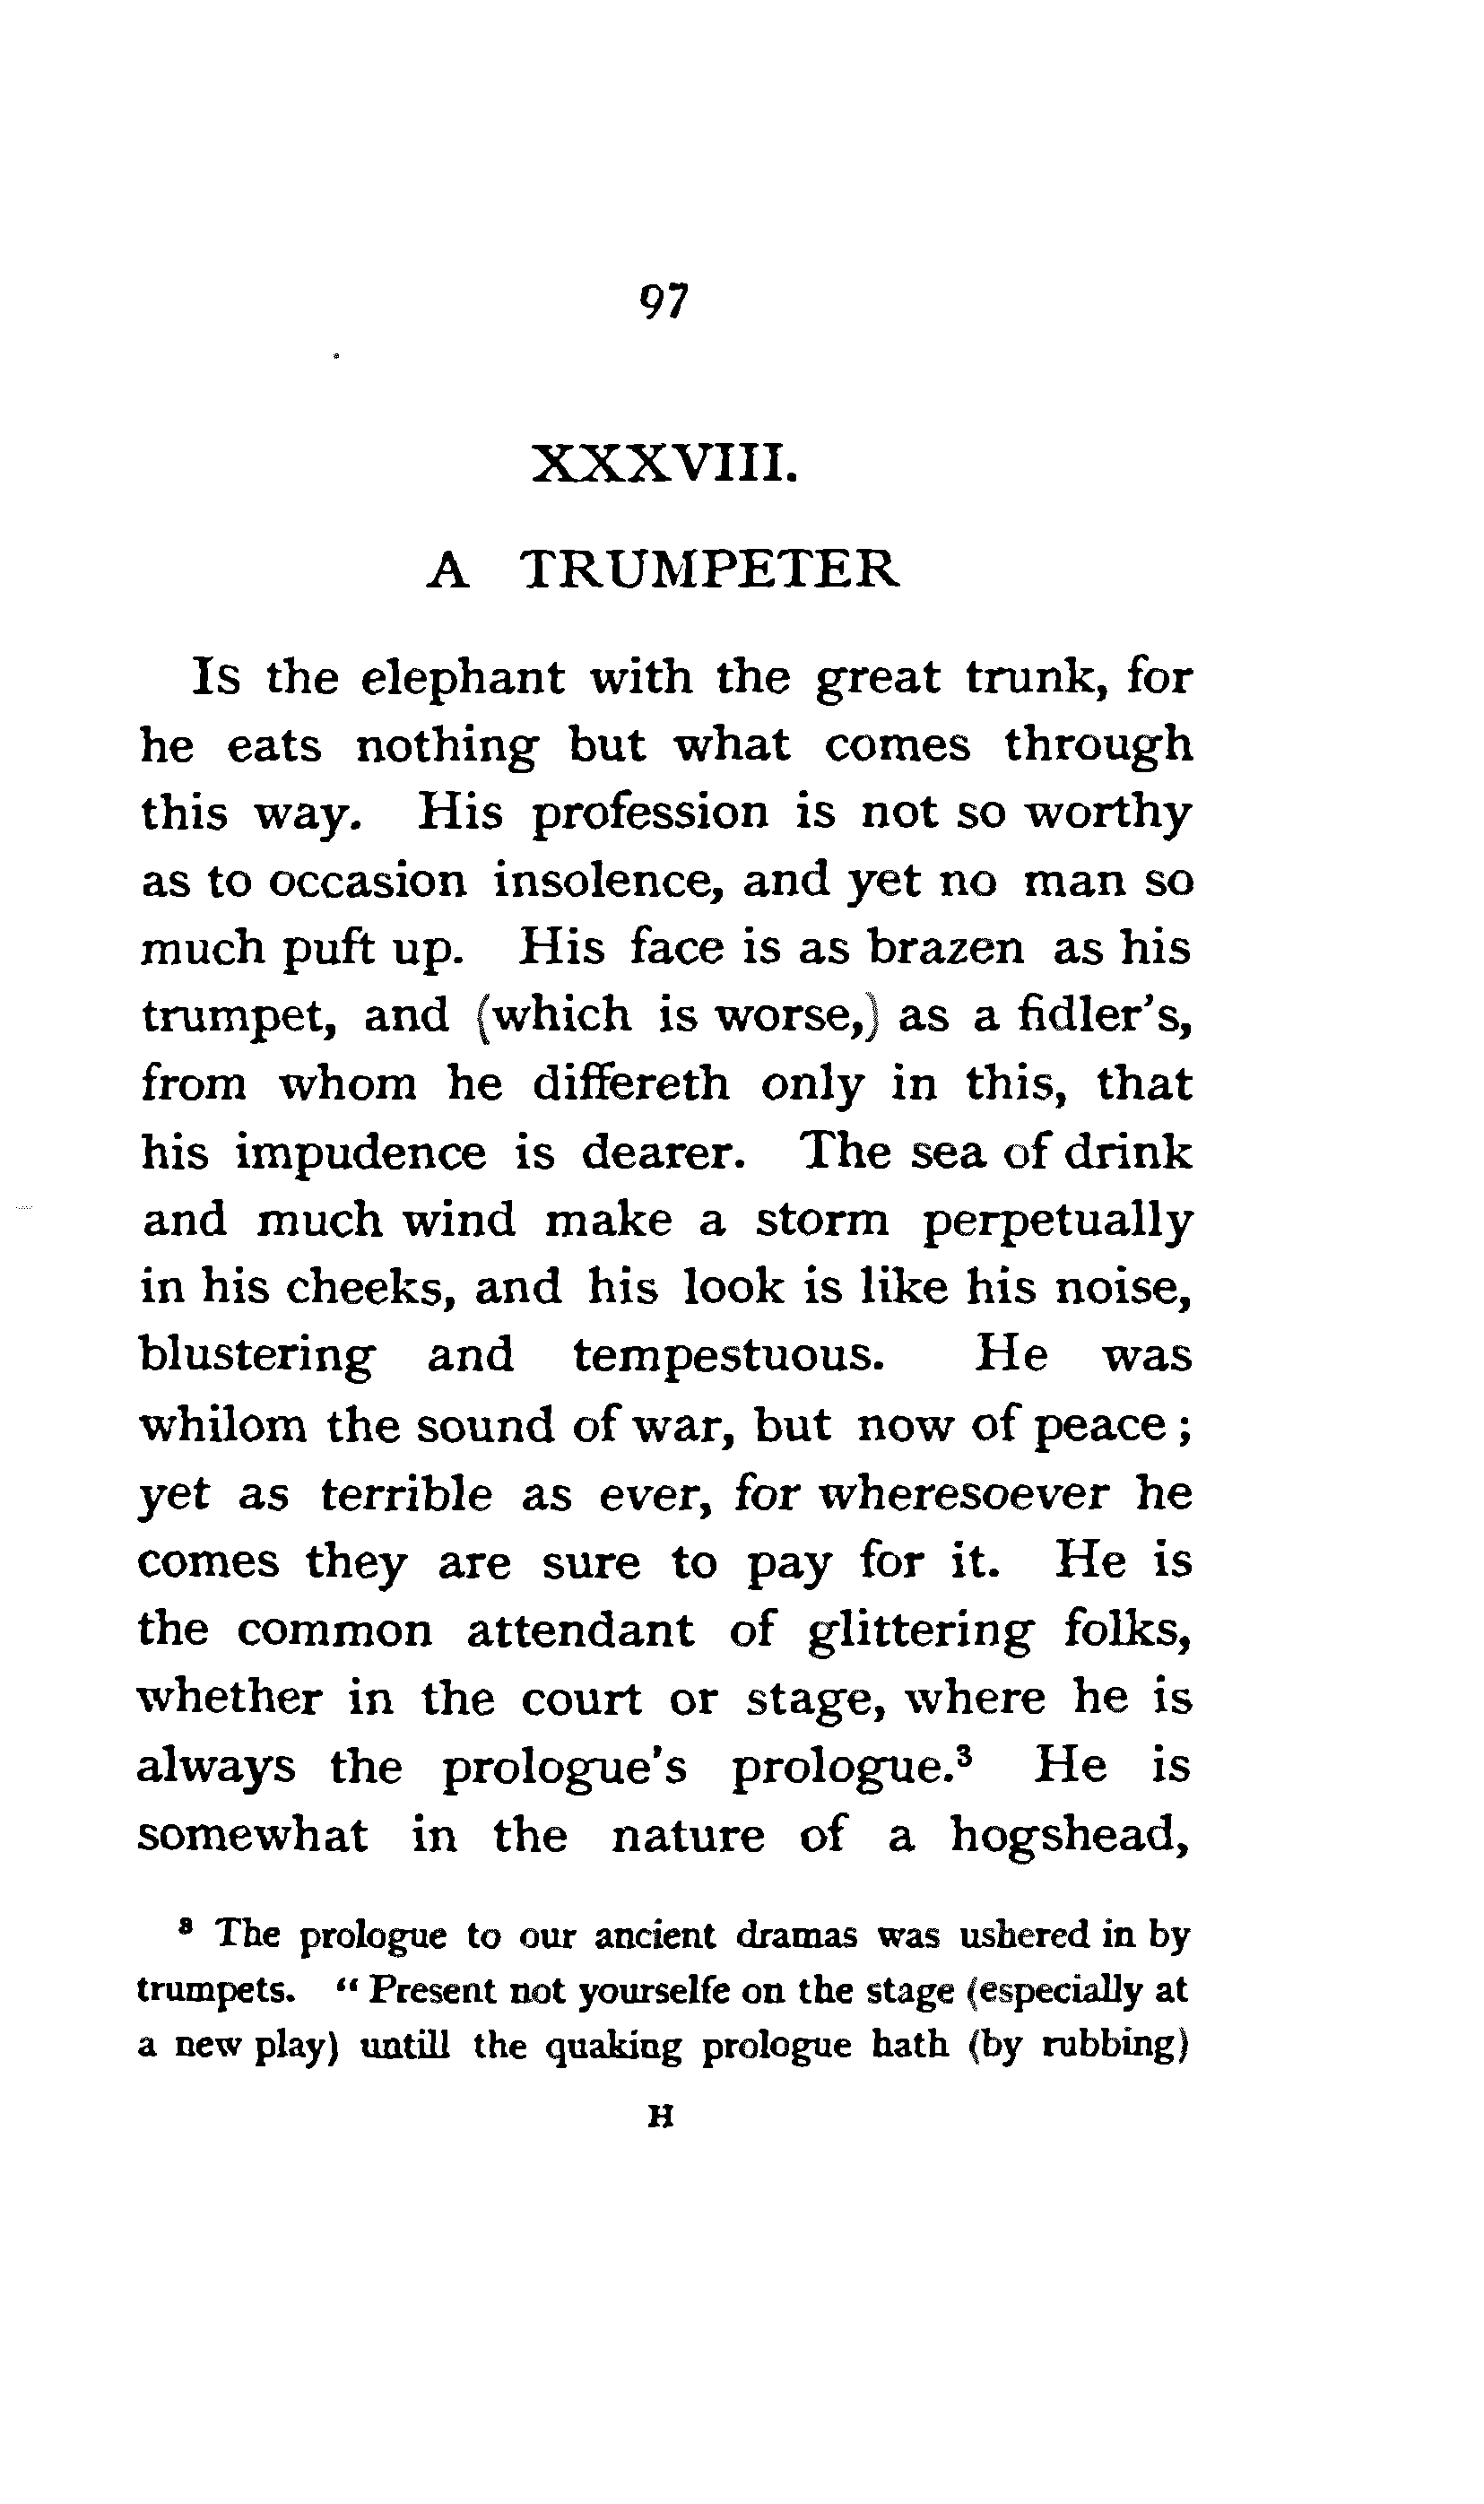 97
XXXVIII.
A TRUMPETER
Is the elephant with the great trunk, for
he eats nothing but what comes through
this way. His profession is not so worthy
as to occasion insolence, and yet no man so
much puft up. His face is as brazen as his
trumpet, and (which is worse,) as a fidler's,
from whom he differeth only in this, that
his impudence is dearer. The sea of drink
and much wind make a storm perpetually
in his cheeks, and his look is like his noise,
blustering and tempestuous. He was
whilom the sound of war, but now of peace ;
yet as terrible as ever, for wheresoever he
comes they are sure to pay for it. He is
the common attendant of glittering folks,
whether in the court or stage, where he is
always the prologue's prologue.³ He is
somewhat in the nature of a hogshead,
³ The prologue to our ancient dramas was ushered in by
trumpets. “ Present not yourselfe on the stage (especially at
a new play) untill the quaking prologue hath (by rubbing)
H